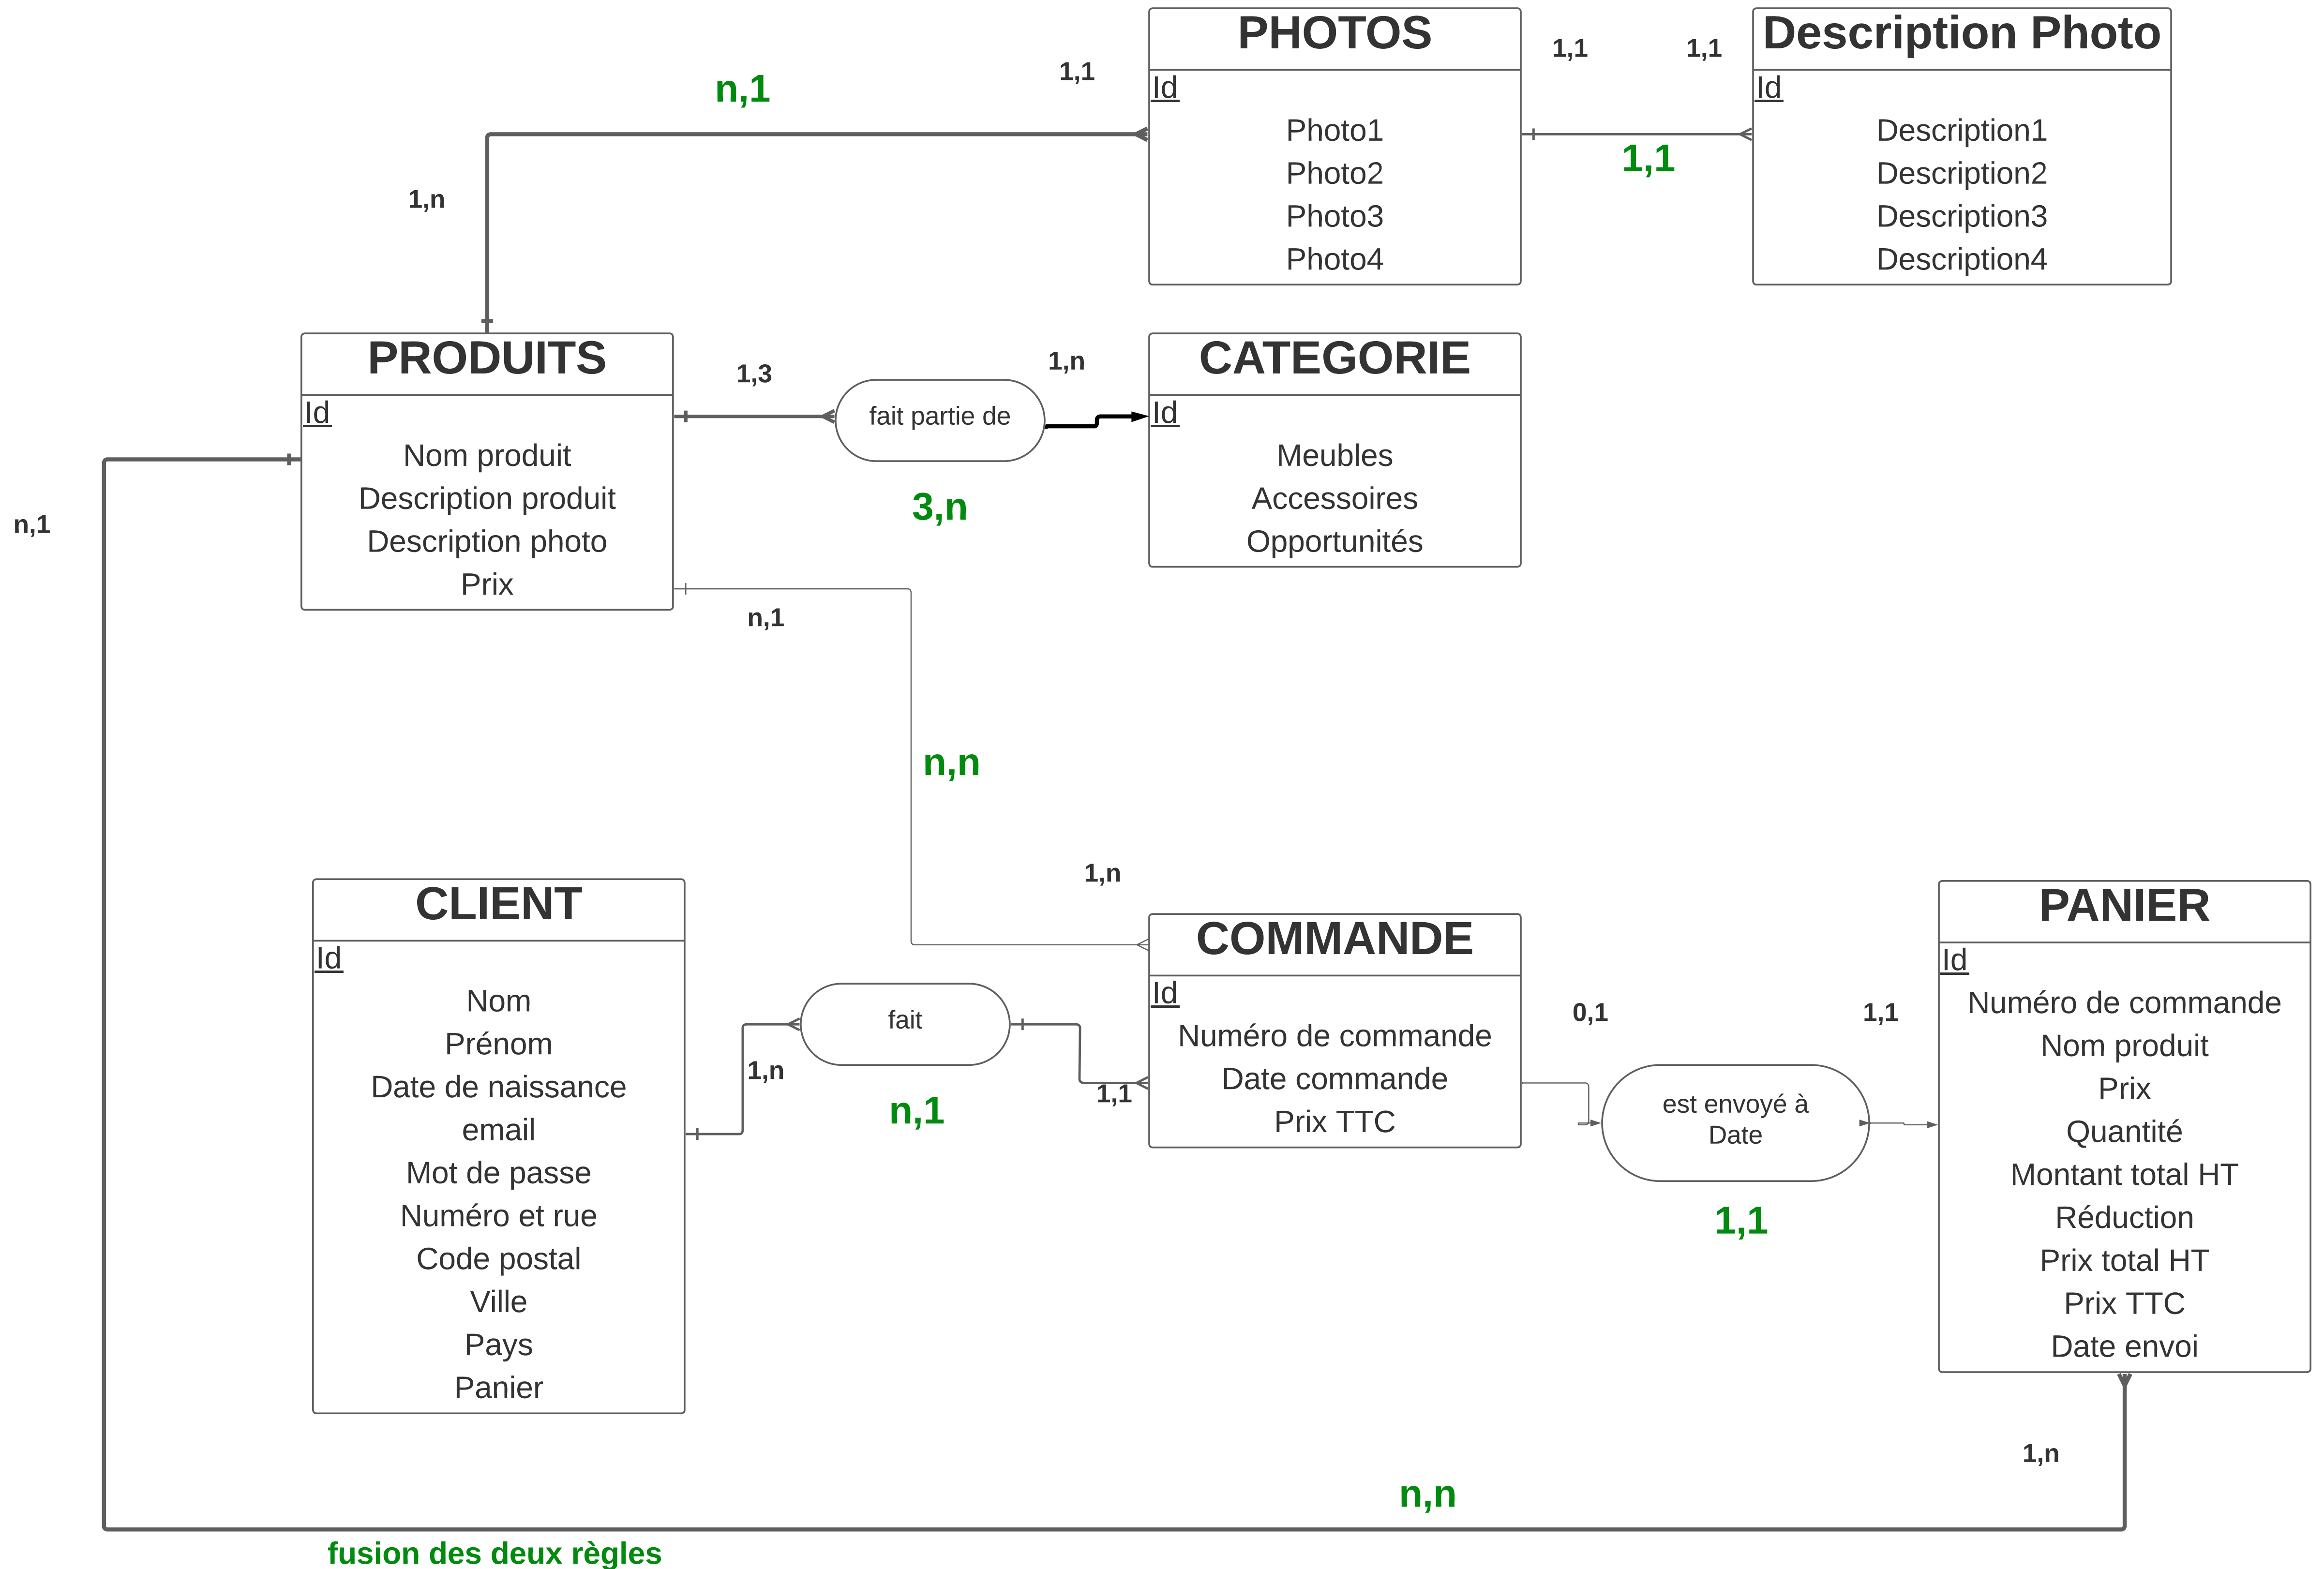 PHOTOS
Id
Photo1
Photo2
Photo3
Photo4
1,1
1,1
1,1
Description Photo
Id
Description1
Description2
Description3
Description4
n,1
1,1
1,n
PRODUITS
Id
Nom produit
Description produit
Description photo
Prix
1,3
fait partie de
3,n
1,n
CATEGORIE
Id
Meubles
Accessoires
Opportunités
n,1
n,1
n,n
1,n
CLIENT
Id
Nom
Prénom
Date de naissance
email
Mot de passe
Numéro et rue
Code postal
Ville
Pays
Panier
1,n
fait
n,1
1,1
COMMANDE
Id
Numéro de commande
Date commande
Prix TTC
0,1
est envoyé à
Date
1,1
1,1
PANIER
Id
Numéro de commande
Nom produit
Prix
Quantité
Montant total HT
Réduction
Prix total HT
Prix TTC
Date envoi
1,n
n,n
fusion des deux règles